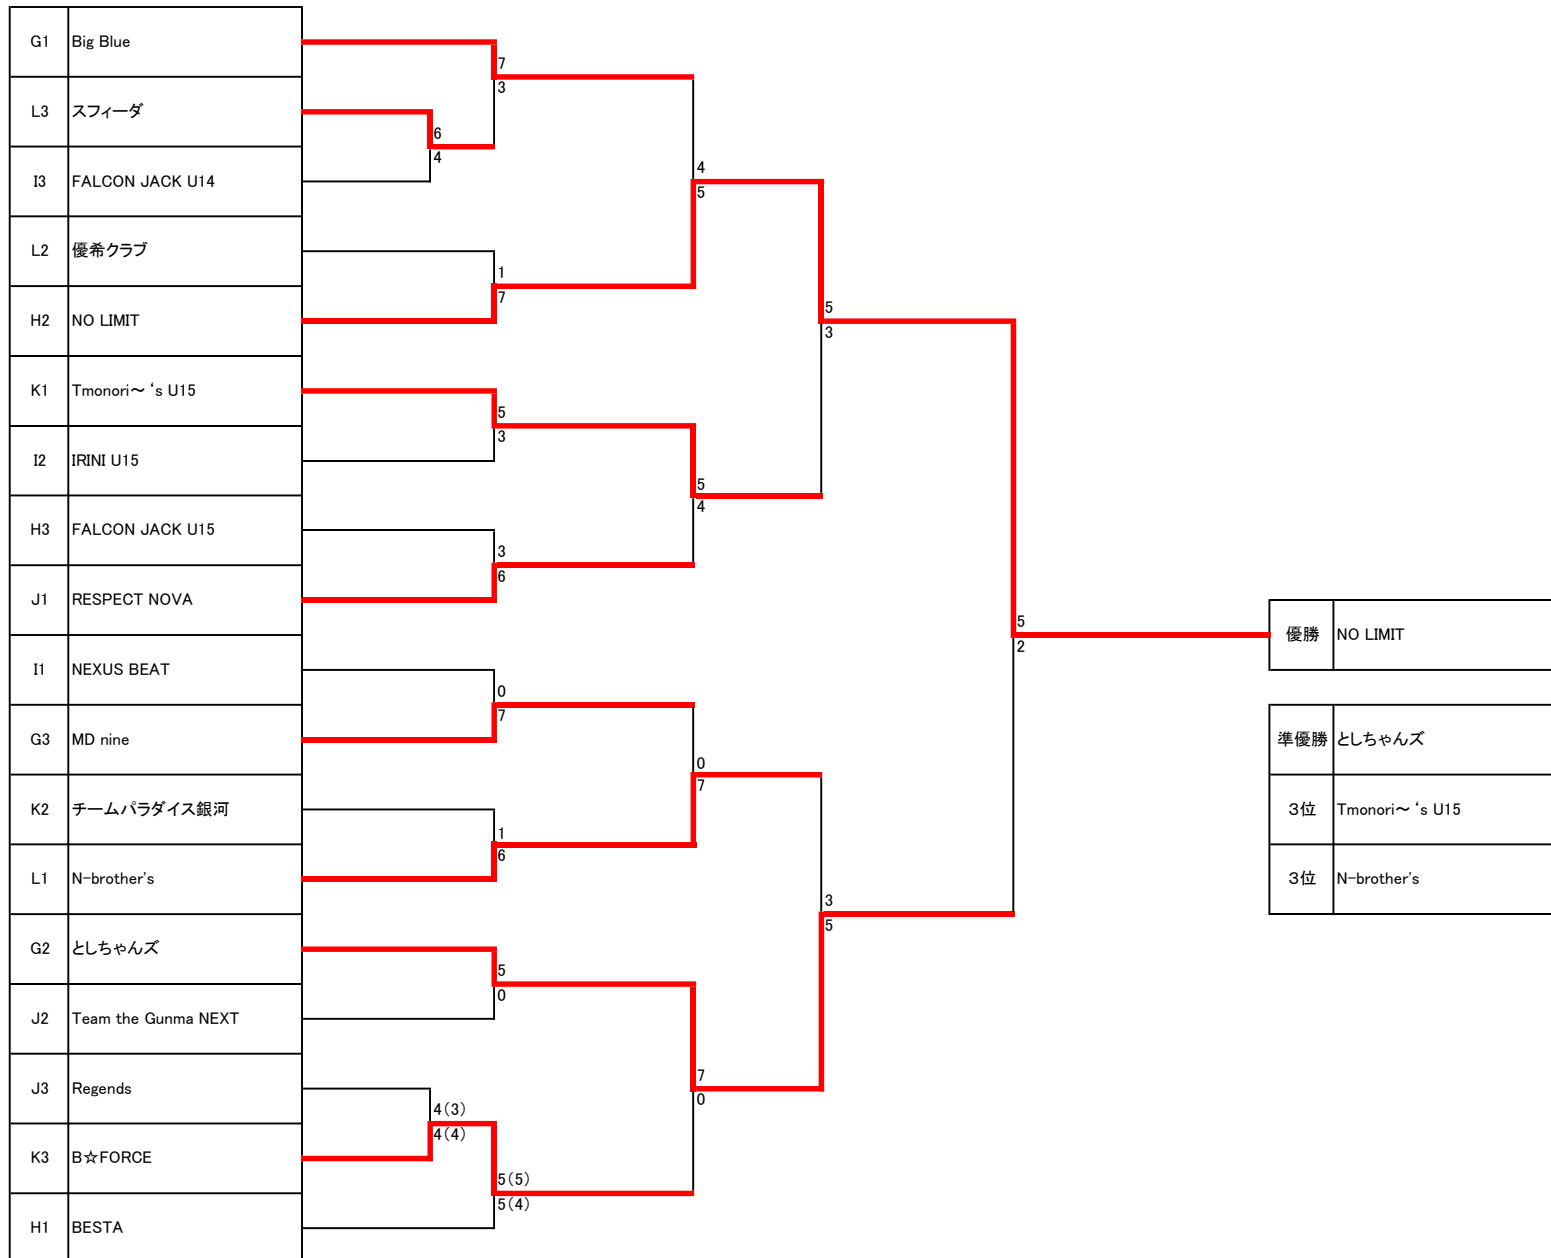 G1 Big Blue
7
3
L3 スフィーダ
6
4
I3 FALCON JACK U14
4
5
L2 優希クラブ
1
7
H2 NO LIMIT
5
3
K1 Tmonori～‘s U15
5
3
I2 IRINI U15
5
4
H3 FALCON JACK U15
3
6
J1 RESPECT NOVA
5
2
優勝 NO LIMIT
I1 NEXUS BEAT
0
7
G3 MD nine
準優勝 としちゃんズ
0
7
K2 チームパラダイス銀河
3位 Tmonori～‘s U15
1
6
L1 N-brother's
3位 N-brother's
3
5
G2 としちゃんズ
5
0
J2 Team the Gunma NEXT
7
0
J3 Regends
4(3)
4(4)
K3 B☆FORCE
5(5)
5(4)
H1 BESTA